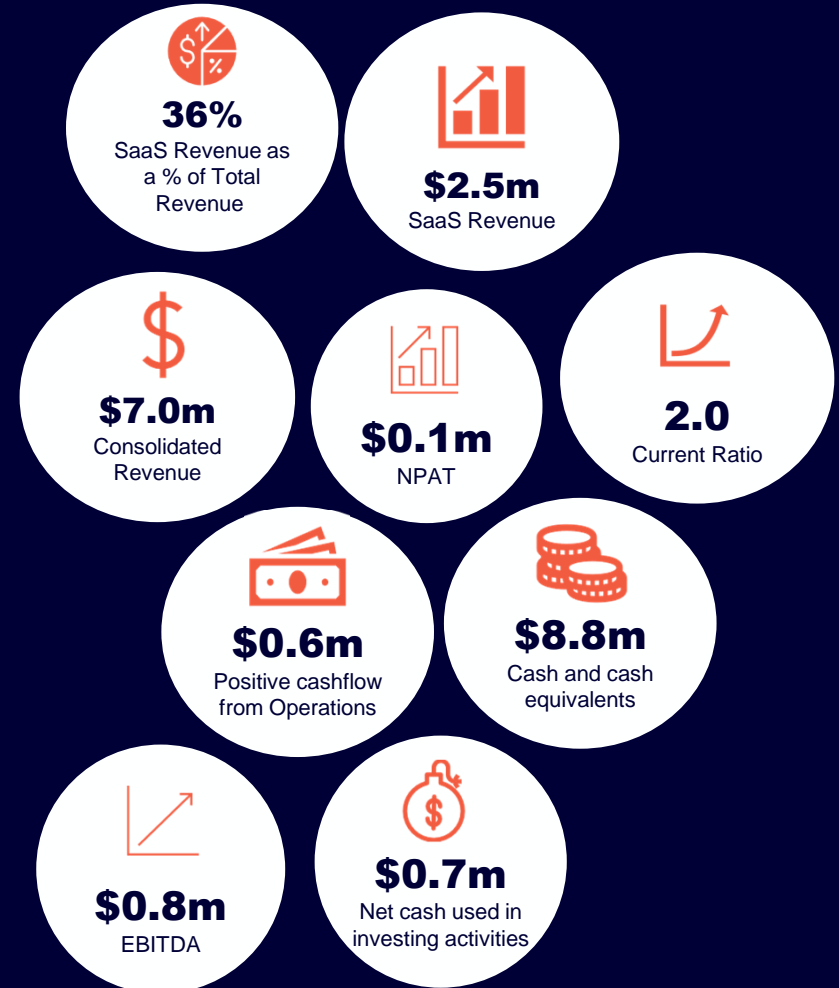 $ %
36%
SaaS Revenue as
a % of Total
Revenue
$2.5m
SaaS Revenue
$
$7.0m
Consolidated
Revenue
$0.1m
NPAT
2.0
Current Ratio
$0.6m
Positive cashflow
from Operations
$8.8m
Cash and cash
equivalents
$0.8m
EBITDA
$
$0.7m
Net cash used in
investing activities